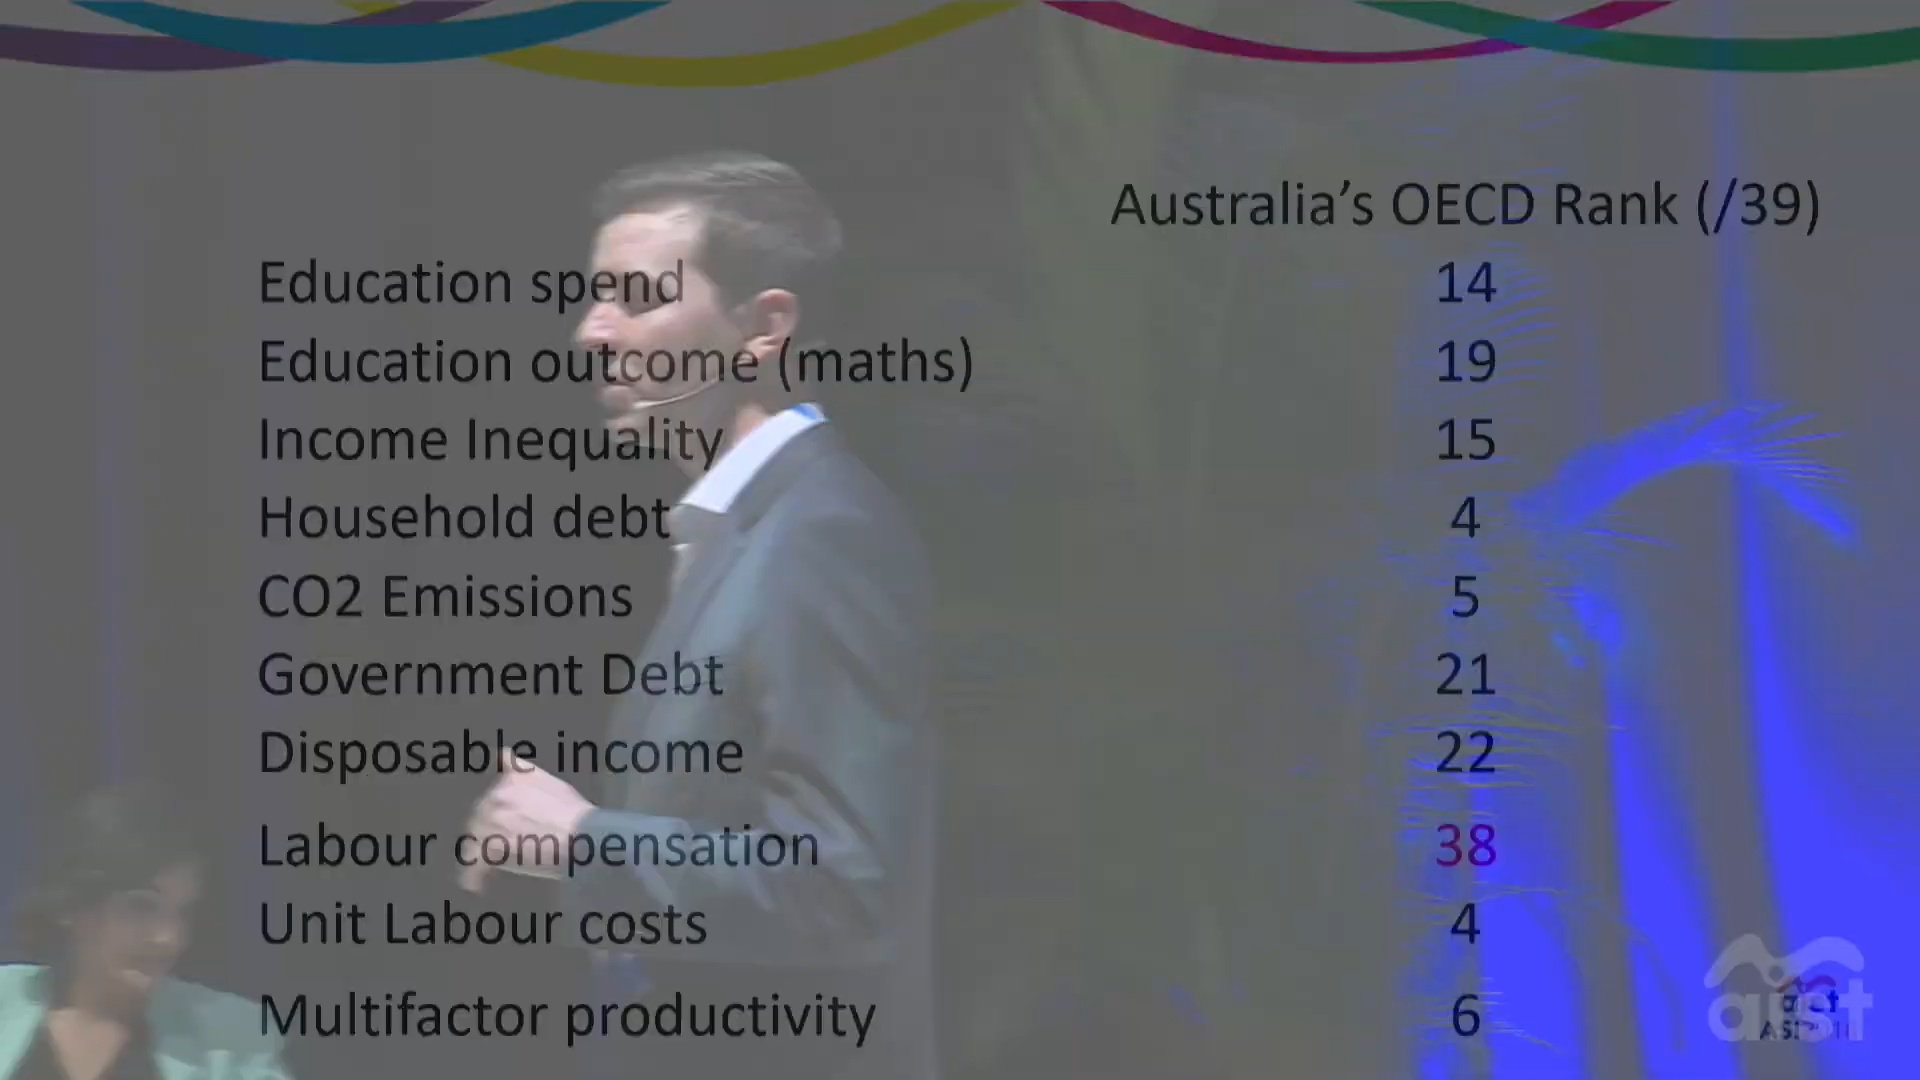 Australia’s OECD Rank (/39)
Education spend 14
Education outcome (maths) 19
Income Inequality 15
Household debt 4
CO2 Emissions 5
Government Debt 21
Disposable income 22
Labour compensation 38
Unit Labour costs 4
Multifactor productivity 6
aist